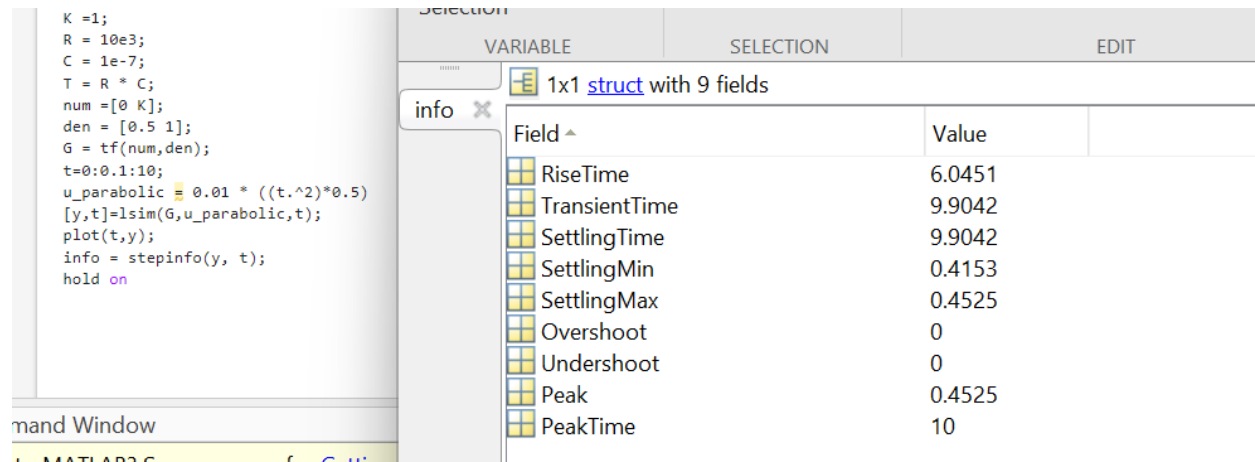 K =1;
R = 10e3;
C = 1e-7;
T = R * C;
num =[0 K];
den = [0.5 1];
G = tf(num,den);
t=0:0.1:10;
u_parabolic = 0.01 * ((t.^2)*0.5)
[y,t]=lsim(G,u_parabolic,t);
plot(t,y);
info = stepinfo(y, t);
hold on
mand Window
Selection
VARIABLE SELECTION EDIT
1x1 struct with 9 fields
info
Field Value
RiseTime 6.0451
TransientTime 9.9042
SettlingTime 9.9042
SettlingMin 0.4153
SettlingMax 0.4525
Overshoot 0
Undershoot 0
Peak 0.4525
PeakTime 10